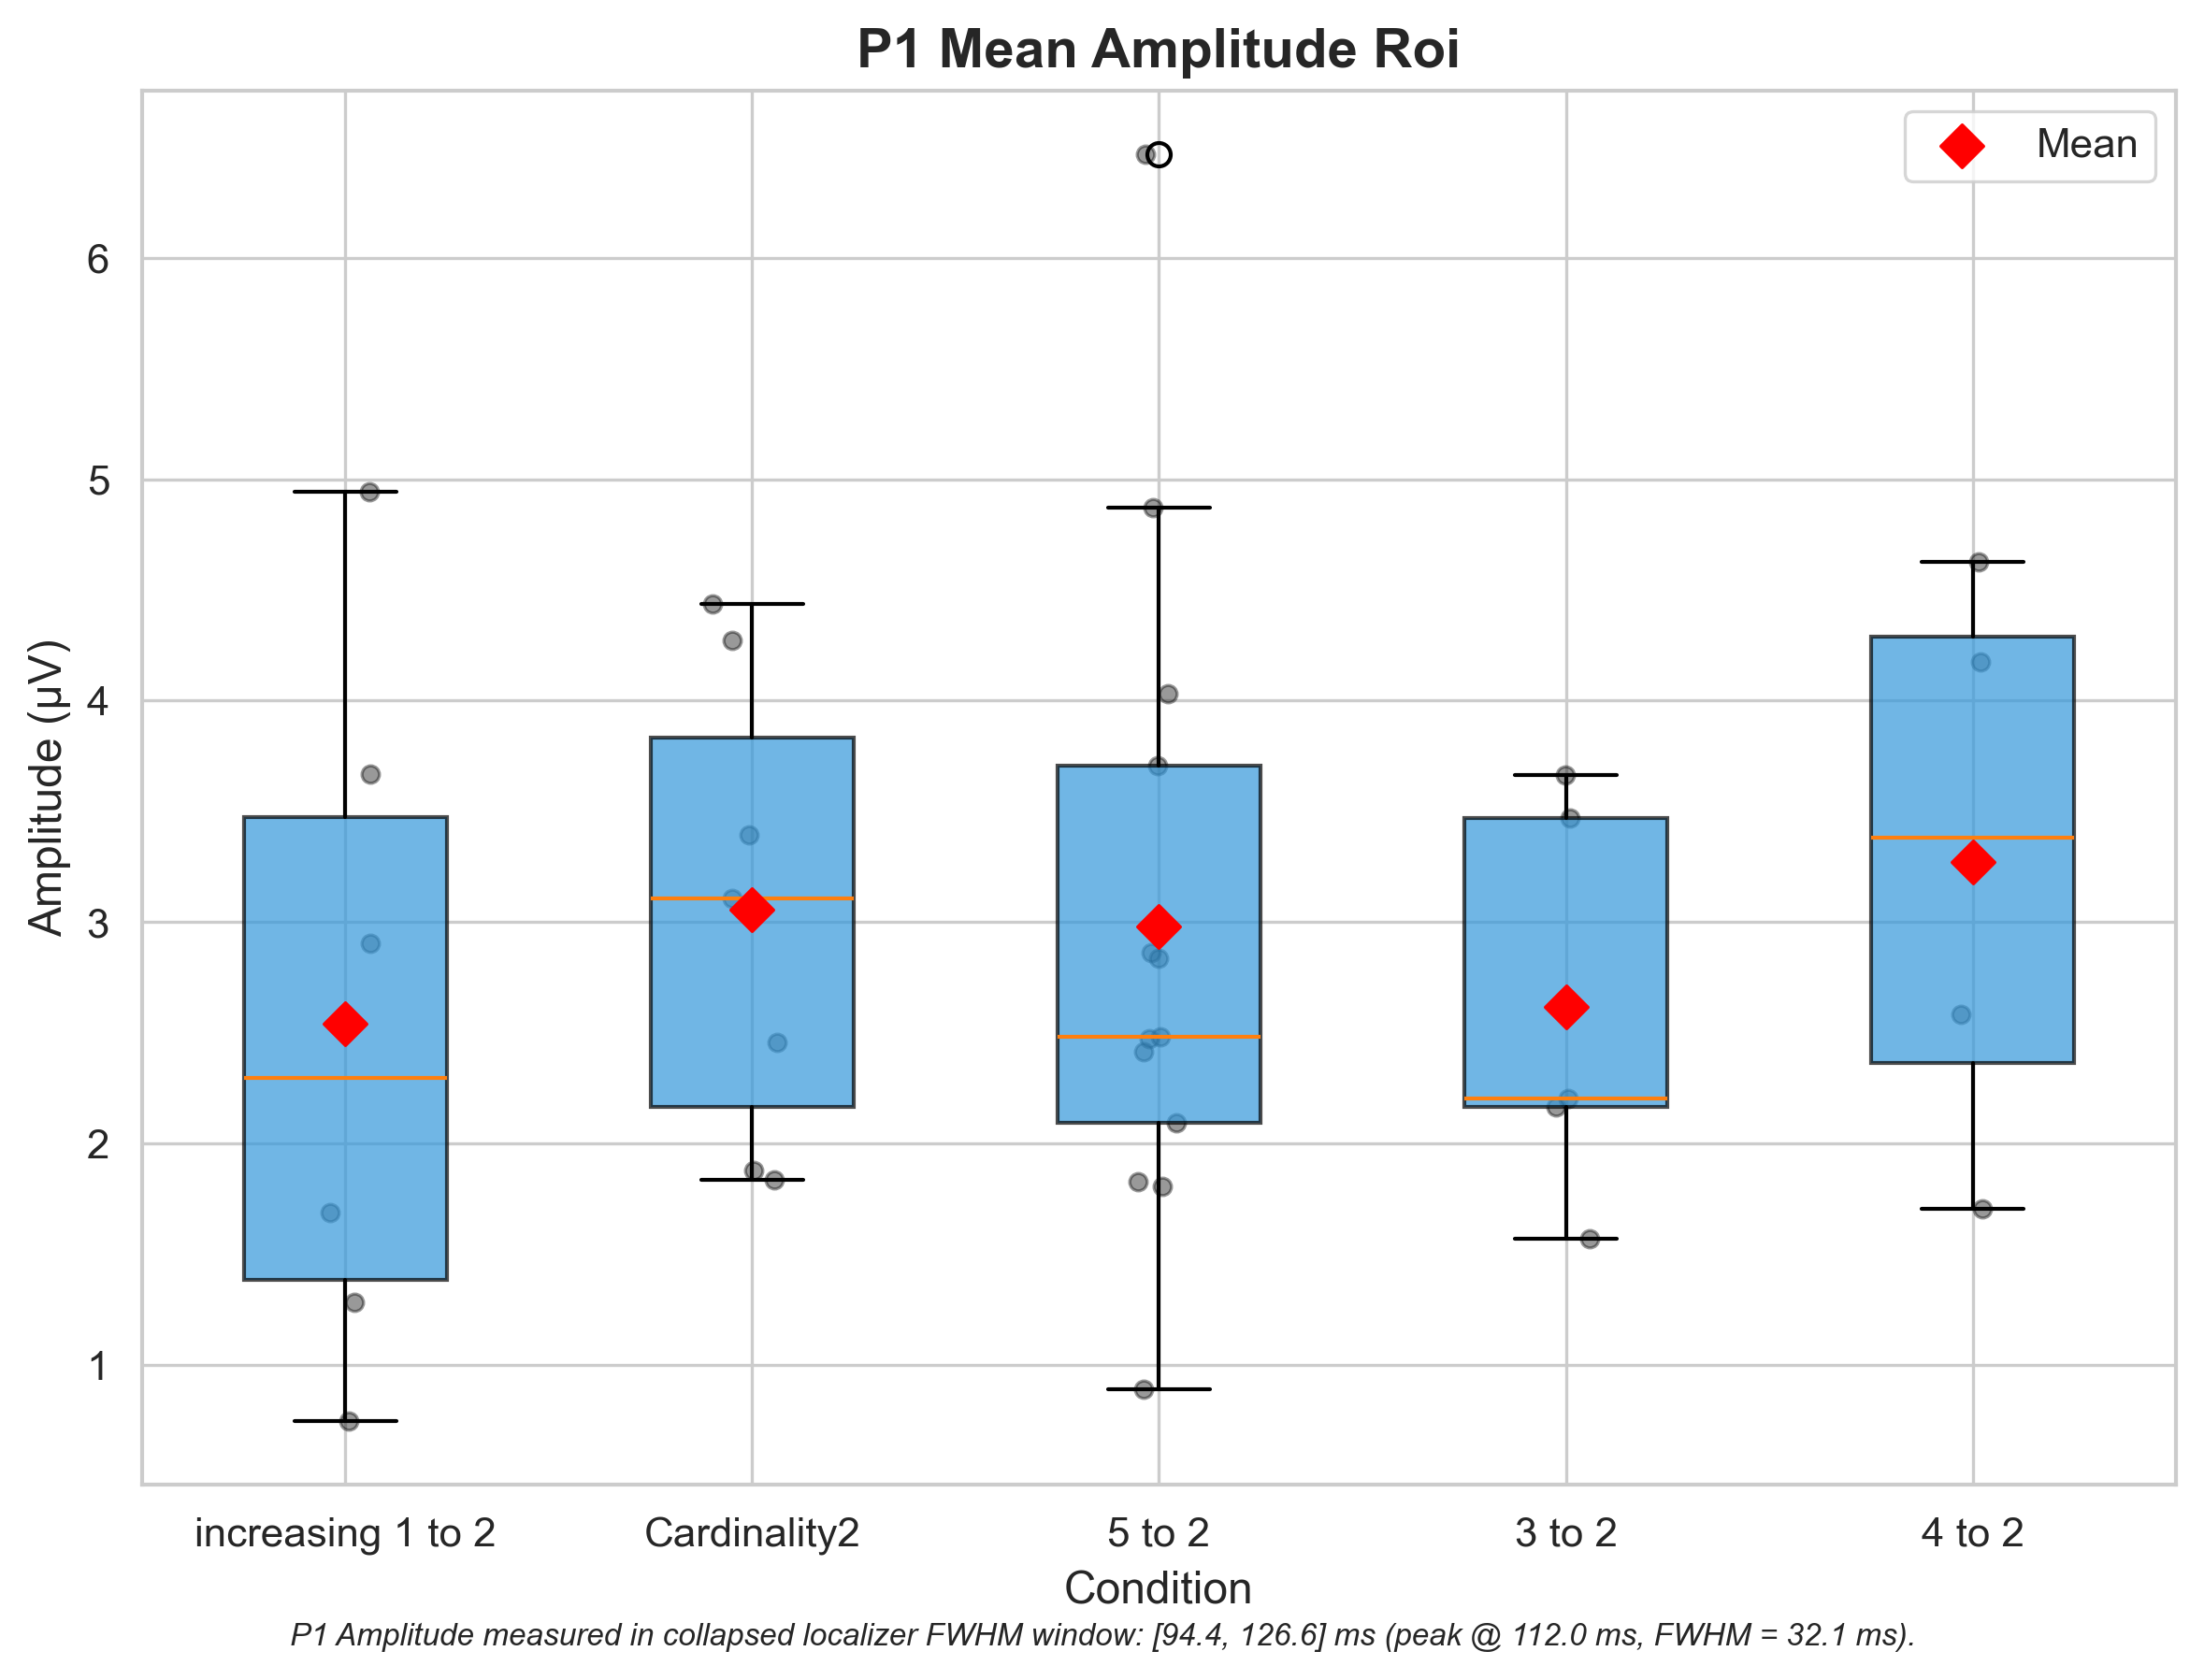 P1 Mean Amplitude Roi
Mean
Amplitude (µV)
6
5
4
3
2
1
increasing 1 to 2
Cardinality2
5 to 2
3 to 2
4 to 2
Condition
P1 Amplitude measured in collapsed localizer FWHM window: [94.4, 126.6] ms (peak @ 112.0 ms, FWHM = 32.1 ms).